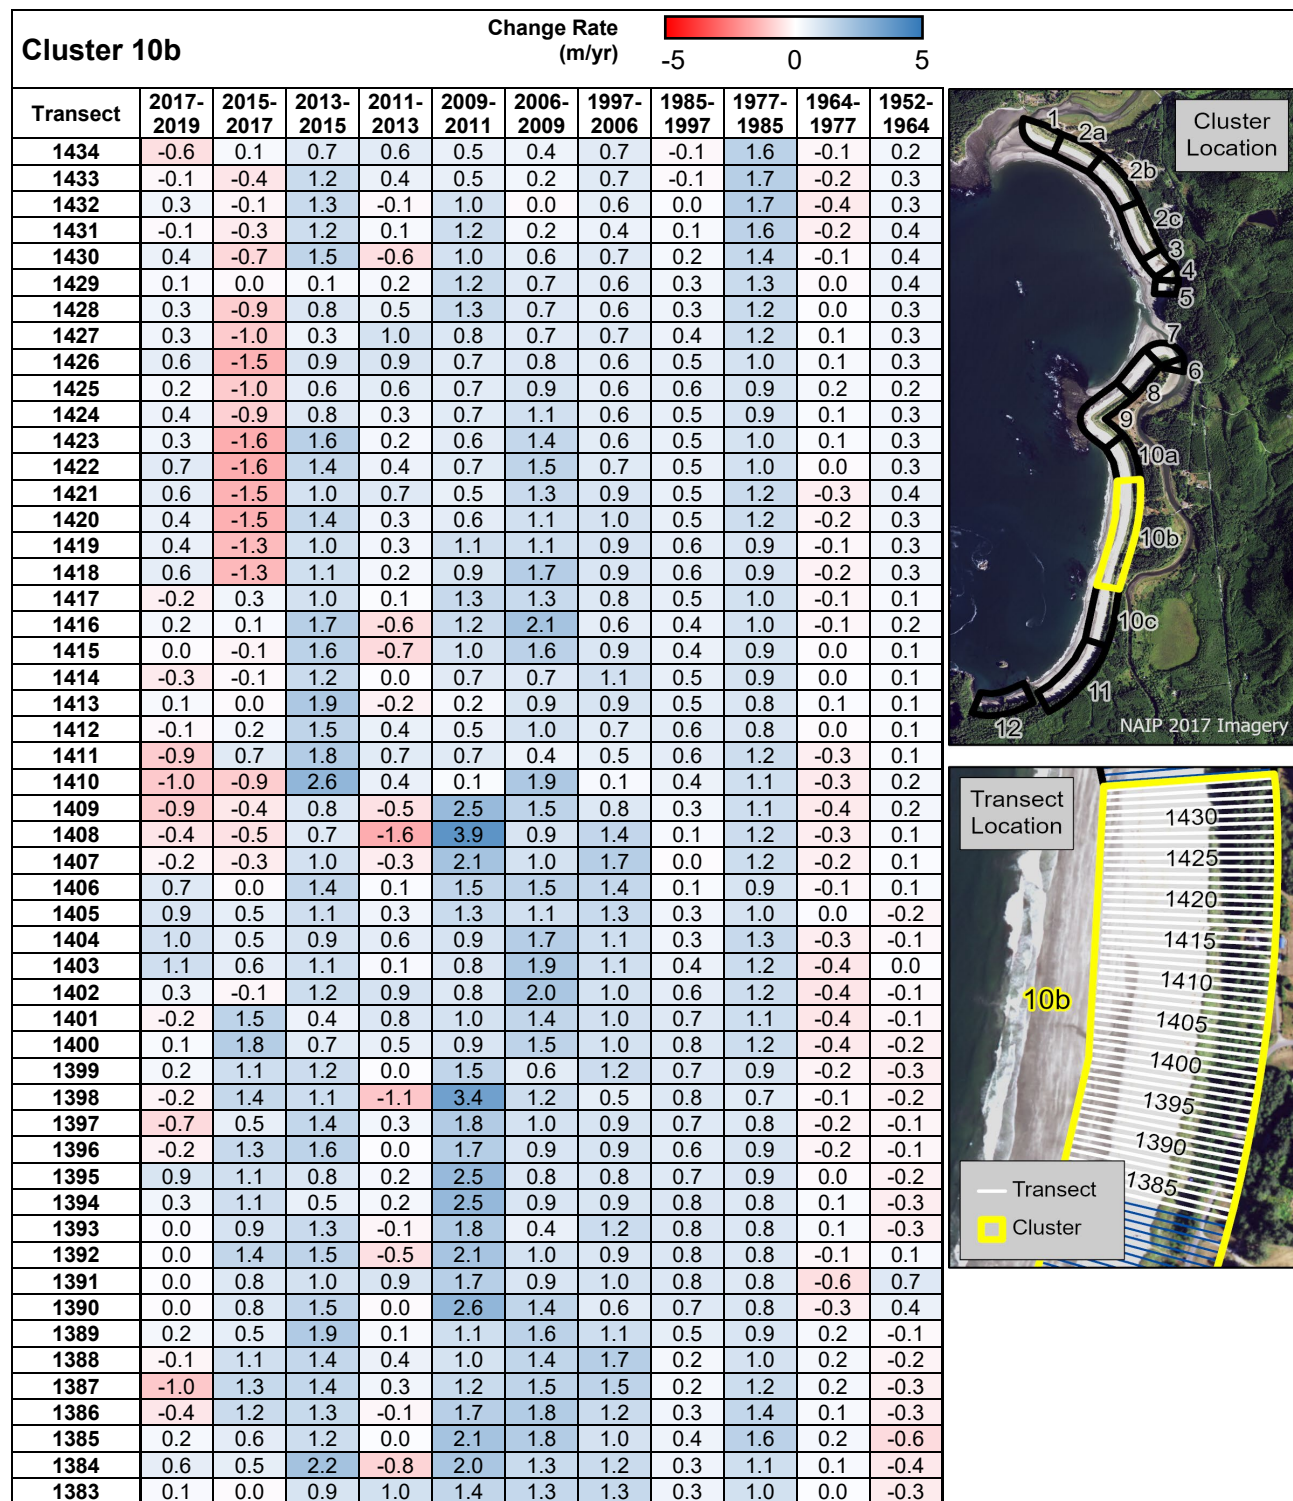 Cluster 10b
Change Rate
(m/yr)
-5 0 5
Transect 2017-2019 2015-2017 2013-2015 2011-2013 2009-2011 2006-2009 1997-2006 1985-1997 1977-1985 1964-1977 1952-1964
1434 -0.6 0.1 0.7 0.6 0.5 0.4 0.7 -0.1 1.6 -0.1 0.2
1433 -0.1 -0.4 1.2 0.4 0.5 0.2 0.7 -0.1 1.7 -0.2 0.3
1432 0.3 -0.1 1.3 -0.1 1.0 0.0 0.6 0.0 1.7 -0.4 0.3
1431 -0.1 -0.3 1.2 0.1 1.2 0.2 0.4 0.1 1.6 -0.2 0.4
1430 0.4 -0.7 1.5 -0.6 1.0 0.6 0.7 0.2 1.4 -0.1 0.4
1429 0.1 0.0 0.1 0.2 1.2 0.7 0.6 0.3 1.3 0.0 0.4
1428 0.3 -0.9 0.8 0.5 1.3 0.7 0.6 0.3 1.2 0.0 0.3
1427 0.3 -1.0 0.3 1.0 0.8 0.7 0.7 0.4 1.2 0.1 0.3
1426 0.6 -1.5 0.9 0.9 0.7 0.8 0.6 0.5 1.0 0.1 0.3
1425 0.2 -1.0 0.6 0.6 0.7 0.9 0.6 0.6 0.9 0.2 0.2
1424 0.4 -0.9 0.8 0.3 0.7 1.1 0.6 0.5 0.9 0.1 0.3
1423 0.3 -1.6 1.6 0.2 0.6 1.4 0.6 0.5 1.0 0.1 0.3
1422 0.7 -1.6 1.4 0.4 0.7 1.5 0.7 0.5 1.0 0.0 0.3
1421 0.6 -1.5 1.0 0.7 0.5 1.3 0.9 0.5 1.2 -0.3 0.4
1420 0.4 -1.5 1.4 0.3 0.6 1.1 1.0 0.5 1.2 -0.2 0.3
1419 0.4 -1.3 1.0 0.3 1.1 1.1 0.9 0.6 0.9 -0.1 0.3
1418 0.6 -1.3 1.1 0.2 0.9 1.7 0.9 0.6 0.9 -0.2 0.3
1417 -0.2 0.3 1.0 0.1 1.3 1.3 0.8 0.5 1.0 -0.1 0.1
1416 0.2 0.1 1.7 -0.6 1.2 2.1 0.6 0.4 1.0 -0.1 0.2
1415 0.0 -0.1 1.6 -0.7 1.0 1.6 0.9 0.4 0.9 0.0 0.1
1414 -0.3 -0.1 1.2 0.0 0.7 0.7 1.1 0.5 0.9 0.0 0.1
1413 0.1 0.0 1.9 -0.2 0.2 0.9 0.9 0.5 0.8 0.1 0.1
1412 -0.1 0.2 1.5 0.4 0.5 1.0 0.7 0.6 0.8 0.0 0.1
1411 -0.9 0.7 1.8 0.7 0.7 0.4 0.5 0.6 1.2 -0.3 0.1
1410 -1.0 -0.9 2.6 0.4 0.1 1.9 0.1 0.4 1.1 -0.3 0.2
1409 -0.9 -0.4 0.8 -0.5 2.5 1.5 0.8 0.3 1.1 -0.4 0.2
1408 -0.4 -0.5 0.7 -1.6 3.9 0.9 1.4 0.1 1.2 -0.3 0.1
1407 -0.2 -0.3 1.0 -0.3 2.1 1.0 1.7 0.0 1.2 -0.2 0.1
1406 0.7 0.0 1.4 0.1 1.5 1.5 1.4 0.1 0.9 -0.1 0.1
1405 0.9 0.5 1.1 0.3 1.3 1.1 1.3 0.3 1.0 0.0 -0.2
1404 1.0 0.5 0.9 0.6 0.9 1.7 1.1 0.3 1.3 -0.3 -0.1
1403 1.1 0.6 1.1 0.1 0.8 1.9 1.1 0.4 1.2 -0.4 0.0
1402 0.3 -0.1 1.2 0.9 0.8 2.0 1.0 0.6 1.2 -0.4 -0.1
1401 -0.2 1.5 0.4 0.8 1.0 1.4 1.0 0.7 1.1 -0.4 -0.1
1400 0.1 1.8 0.7 0.5 0.9 1.5 1.0 0.8 1.2 -0.4 -0.2
1399 0.2 1.1 1.2 0.0 1.5 0.6 1.2 0.7 0.9 -0.2 -0.3
1398 -0.2 1.4 1.1 -1.1 3.4 1.2 0.5 0.8 0.7 -0.1 -0.2
1397 -0.7 0.5 1.4 0.3 1.8 1.0 0.9 0.7 0.8 -0.2 -0.1
1396 -0.2 1.3 1.6 0.0 1.7 0.9 0.9 0.6 0.9 -0.2 -0.1
1395 0.9 1.1 0.8 0.2 2.5 0.8 0.8 0.7 0.9 0.0 -0.2
1394 0.3 1.1 0.5 0.2 2.5 0.9 0.9 0.8 0.8 0.1 -0.3
1393 0.0 0.9 1.3 -0.1 1.8 0.4 1.2 0.8 0.8 0.1 -0.3
1392 0.0 1.4 1.5 -0.5 2.1 1.0 0.9 0.8 0.8 -0.1 0.1
1391 0.0 0.8 1.0 0.9 1.7 0.9 1.0 0.8 0.8 -0.6 0.7
1390 0.0 0.8 1.5 0.0 2.6 1.4 0.6 0.7 0.8 -0.3 0.4
1389 0.2 0.5 1.9 0.1 1.1 1.6 1.1 0.5 0.9 0.2 -0.1
1388 -0.1 1.1 1.4 0.4 1.0 1.4 1.7 0.2 1.0 0.2 -0.2
1387 -1.0 1.3 1.4 0.3 1.2 1.5 1.5 0.2 1.2 0.2 -0.3
1386 -0.4 1.2 1.3 -0.1 1.7 1.8 1.2 0.3 1.4 0.1 -0.3
1385 0.2 0.6 1.2 0.0 2.1 1.8 1.0 0.4 1.6 0.2 -0.6
1384 0.6 0.5 2.2 -0.8 2.0 1.3 1.2 0.3 1.1 0.1 -0.4
1383 0.1 0.0 0.9 1.0 1.4 1.3 1.3 0.3 1.0 0.0 -0.3
Cluster
Location
1
2a
2b
2c
3
4
5
7
6
8
9
10a
10b
10c
11
12
NAIP 2017 Imagery
Transect
Location
1430
1425
1420
1415
1410
10b
1405
1400
1395
1390
1385
Transect
Cluster